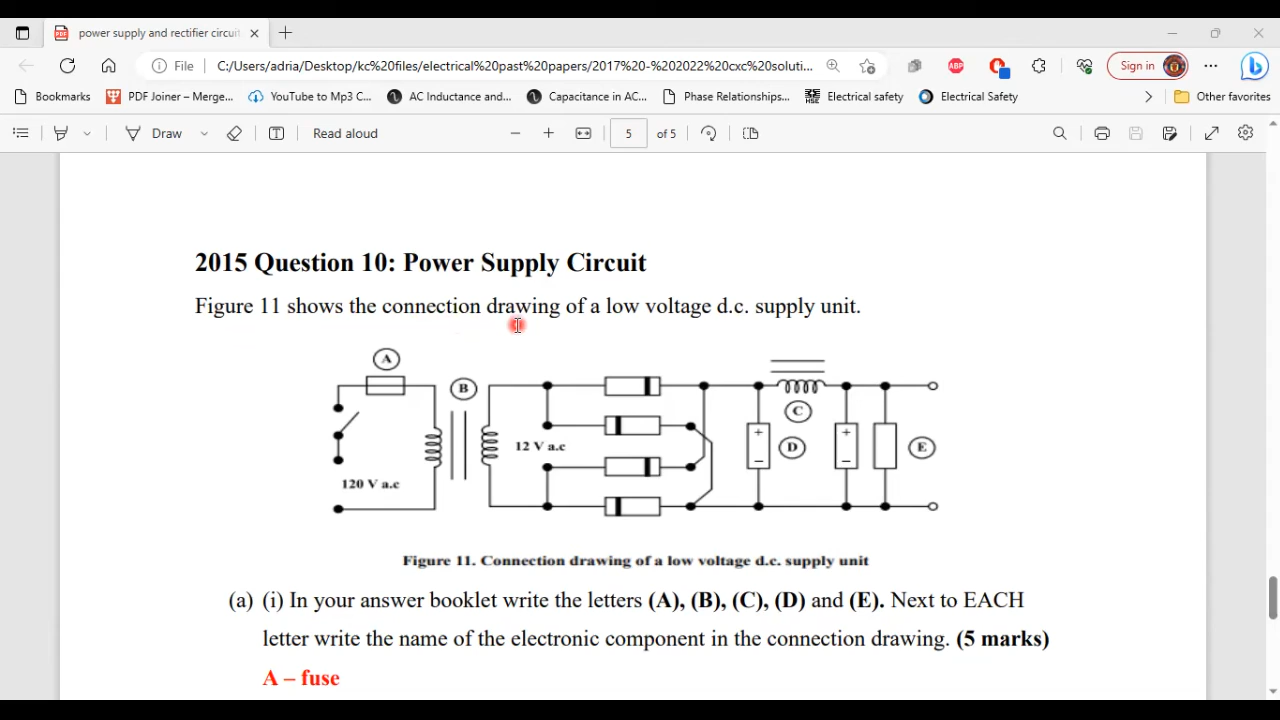 power supply and rectifier circuit
File C:/Users/adria/Desktop/kc%20files/electrical%20past%20papers/2017%20-%202022%20cxc%20soluti... Sign in
ABP
Bookmarks PDF Joiner – Merge... YouTube to Mp3 C... AC Inductance and... Capacitance in AC... Phase Relationships... Electrical safety Electrical Safety Other favorites
Draw Read aloud 5 of 5
2015 Question 10: Power Supply Circuit
Figure 11 shows the connection drawing of a low voltage d.c. supply unit.
A
B
C
12 V a.c + − D + − E
120 V a.c
Figure 11. Connection drawing of a low voltage d.c. supply unit
(a) (i) In your answer booklet write the letters (A), (B), (C), (D) and (E). Next to EACH
letter write the name of the electronic component in the connection drawing. (5 marks)
A – fuse